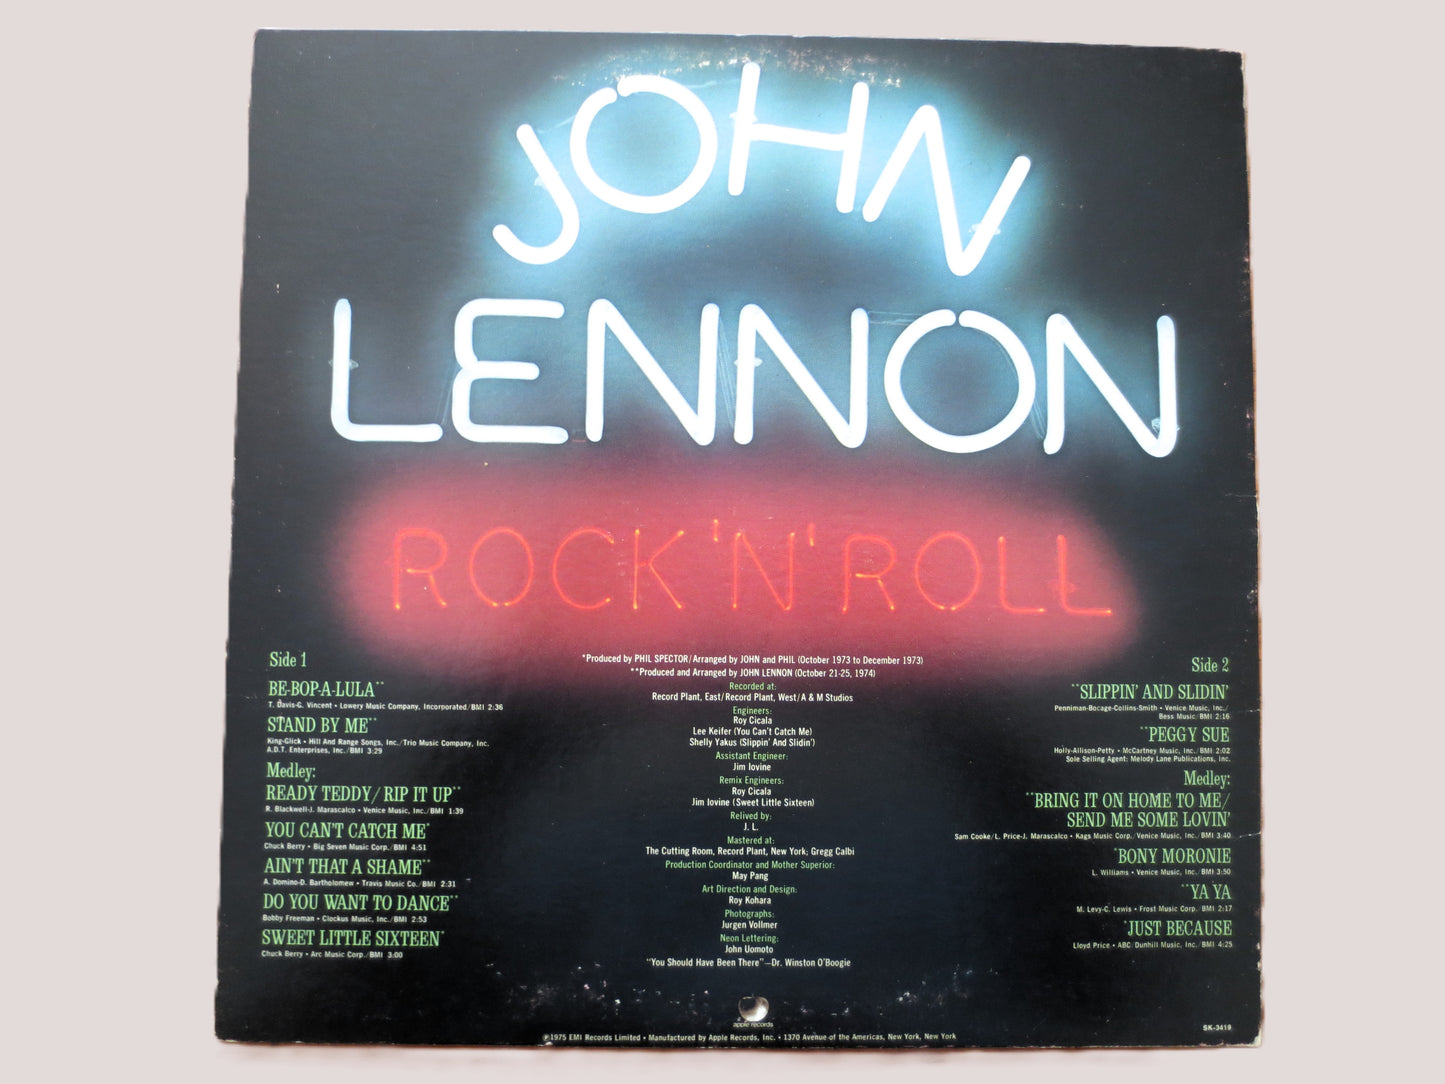 JOHN
LENNON
ROCK 'N' ROLL
Side 1
BE-BOP-A-LULA**
T. Davis-G. Vincent • Lowery Music Company, Incorporated/BMI 2:36
STAND BY ME**
King-Glick • Hill And Range Songs, Inc./Trio Music Company, Inc.
A.D.T. Enterprises, Inc./BMI 3:29
Medley:
READY TEDDY/RIP IT UP**
R. Blackwell-J. Marascalco • Venice Music, Inc./BMI 1:39
YOU CAN'T CATCH ME*
Chuck Berry • Big Seven Music Corp./BMI 4:51
AIN'T THAT A SHAME**
A. Domino-D. Bartholomew • Travis Music Co./BMI 2:31
DO YOU WANT TO DANCE**
Bobby Freeman • Clockus Music, Inc./BMI 2:53
SWEET LITTLE SIXTEEN*
Chuck Berry • Arc Music Corp./BMI 3:00
*Produced by PHIL SPECTOR/Arranged by JOHN and PHIL (October 1973 to December 1973)
**Produced and Arranged by JOHN LENNON (October 21-25, 1974)
Recorded at:
Record Plant, East/Record Plant, West/A & M Studios
Engineers:
Roy Cicala
Lee Keifer (You Can't Catch Me)
Shelly Yakus (Slippin' And Slidin')
Assistant Engineer:
Jim Iovine
Remix Engineers:
Roy Cicala
Jim Iovine (Sweet Little Sixteen)
Relived by:
J. L.
Mastered at:
The Cutting Room, Record Plant, New York; Gregg Calbi
Production Coordinator and Mother Superior:
May Pang
Art Direction and Design:
Roy Kohara
Photographs:
Jurgen Vollmer
Neon Lettering:
John Uomoto
"You Should Have Been There"—Dr. Winston O'Boogie
Side 2
**SLIPPIN' AND SLIDIN'
Penniman-Bocage-Collins-Smith • Venice Music, Inc./
Bess Music/BMI 2:16
**PEGGY SUE
Holly-Allison-Petty • McCartney Music, Inc./BMI 2:02
Sole Selling Agent: Melody Lane Publications, Inc.
Medley:
**BRING IT ON HOME TO ME/
SEND ME SOME LOVIN'
Sam Cooke/L. Price-J. Marascalco • Kags Music Corp./Venice Music, Inc./BMI 3:40
*BONY MORONIE
L. Williams • Venice Music, Inc./BMI 3:50
**YA YA
M. Levy-C. Lewis • Frost Music Corp./BMI 2:17
*JUST BECAUSE
Lloyd Price • ABC/Dunhill Music, Inc./BMI 4:25
apple records
℗1975 EMI Records Limited • Manufactured by Apple Records, Inc. • 1370 Avenue of the Americas, New York, New York
SK-3419